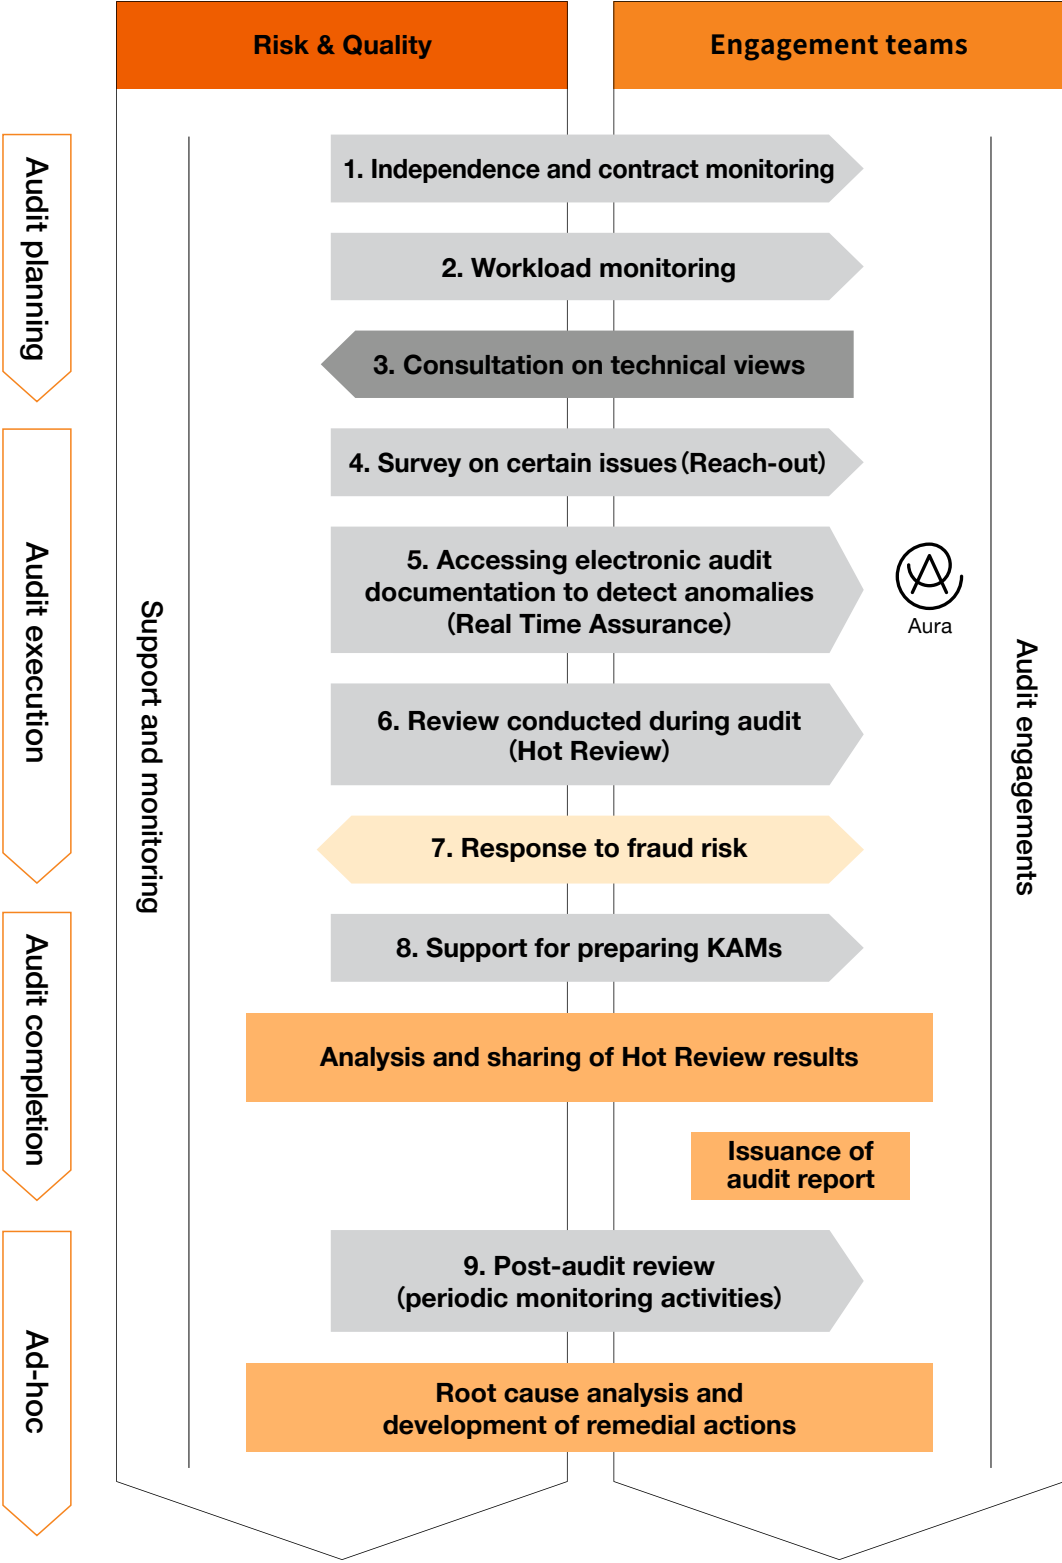 Risk & Quality
Engagement teams
Audit planning
1. Independence and contract monitoring
2. Workload monitoring
3. Consultation on technical views
Audit execution
4. Survey on certain issues (Reach-out)
5. Accessing electronic audit
documentation to detect anomalies
(Real Time Assurance)
Aura
Support and monitoring
Audit engagements
6. Review conducted during audit
(Hot Review)
7. Response to fraud risk
Audit completion
8. Support for preparing KAMs
Analysis and sharing of Hot Review results
Issuance of
audit report
Ad-hoc
9. Post-audit review
(periodic monitoring activities)
Root cause analysis and
development of remedial actions